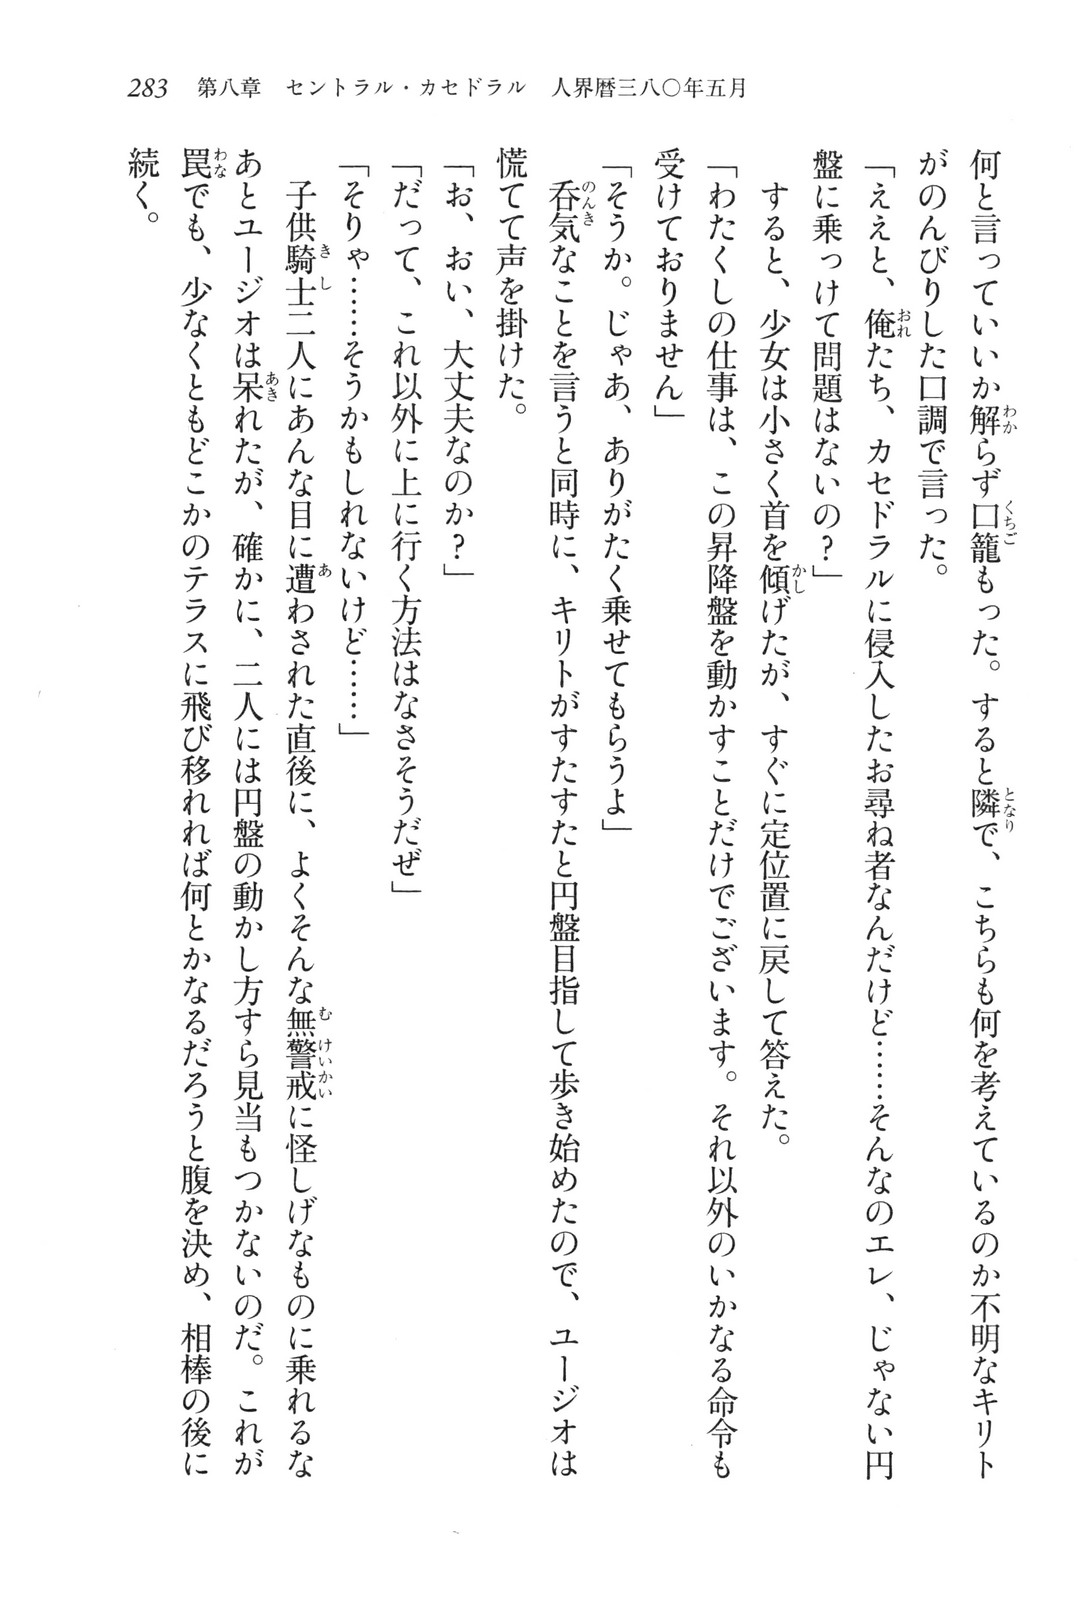 283　第八章　セントラル・カセドラル　人界暦三八〇年五月
何と言っていいか解らず口籠もった。すると隣で、こちらも何を考えているのか不明なキリト
がのんびりした口調で言った。
「ええと、俺たち、カセドラルに侵入したお尋ね者なんだけど……そんなのエレ、じゃない円
盤に乗っけて問題はないの？」
　すると、少女は小さく首を傾げたが、すぐに定位置に戻して答えた。
「わたくしの仕事は、この昇降盤を動かすことだけでございます。それ以外のいかなる命令も
受けておりません」
「そうか。じゃあ、ありがたく乗せてもらうよ」
　呑気なことを言うと同時に、キリトがすたすたと円盤目指して歩き始めたので、ユージオは
慌てて声を掛けた。
「お、おい、大丈夫なのか？」
「だって、これ以外に上に行く方法はなさそうだぜ」
「そりゃ……そうかもしれないけど……」
　子供騎士二人にあんな目に遭わされた直後に、よくそんな無警戒に怪しげなものに乗れるな
あとユージオは呆れたが、確かに、二人には円盤の動かし方すら見当もつかないのだ。これが
罠でも、少なくともどこかのテラスに飛び移れれば何とかなるだろうと腹を決め、相棒の後に
続く。